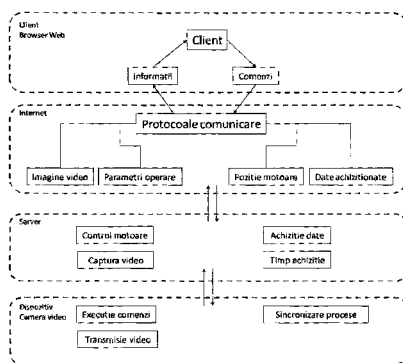 Client
Browser Web
Client
Informatii
Comenzi
Internet
Protocoale comunicare
Imagine video
Parametri operare
Pozitie motoare
Date achizitionate
Server
Control motoare
Achizitie date
Captura video
Timp achizitie
Dispozitiv
Camera video
Executie comenzi
Sincronizare procese
Transmisie video